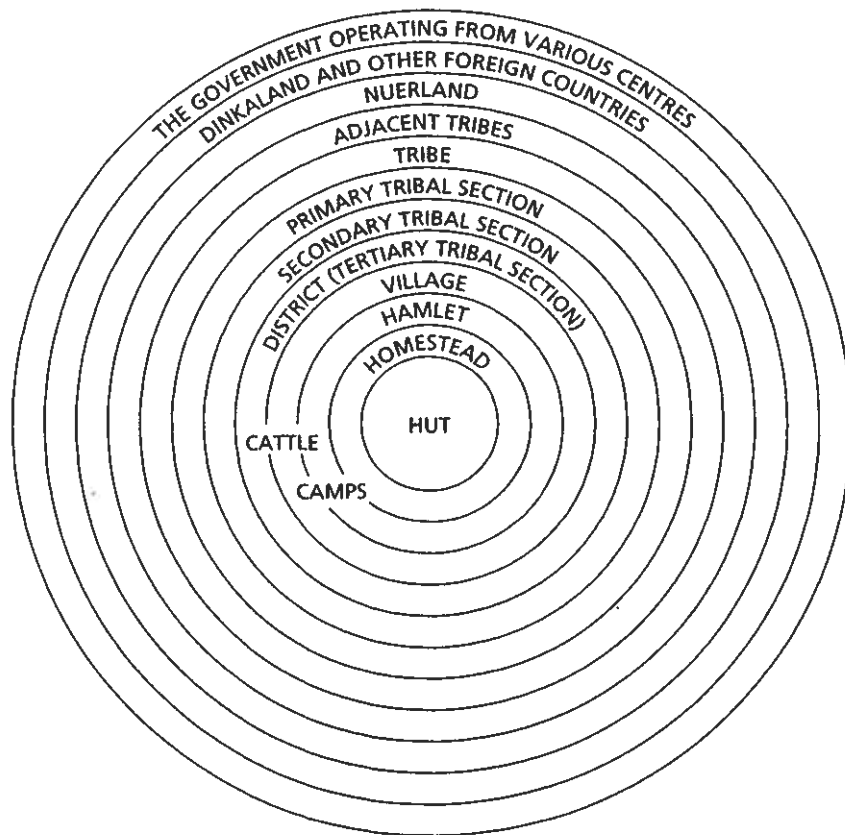 THE GOVERNMENT OPERATING FROM VARIOUS CENTRES
DINKALAND AND OTHER FOREIGN COUNTRIES
NUERLAND
ADJACENT TRIBES
TRIBE
PRIMARY TRIBAL SECTION
SECONDARY TRIBAL SECTION
DISTRICT (TERTIARY TRIBAL SECTION)
VILLAGE
HAMLET
HOMESTEAD
HUT
CATTLE
CAMPS